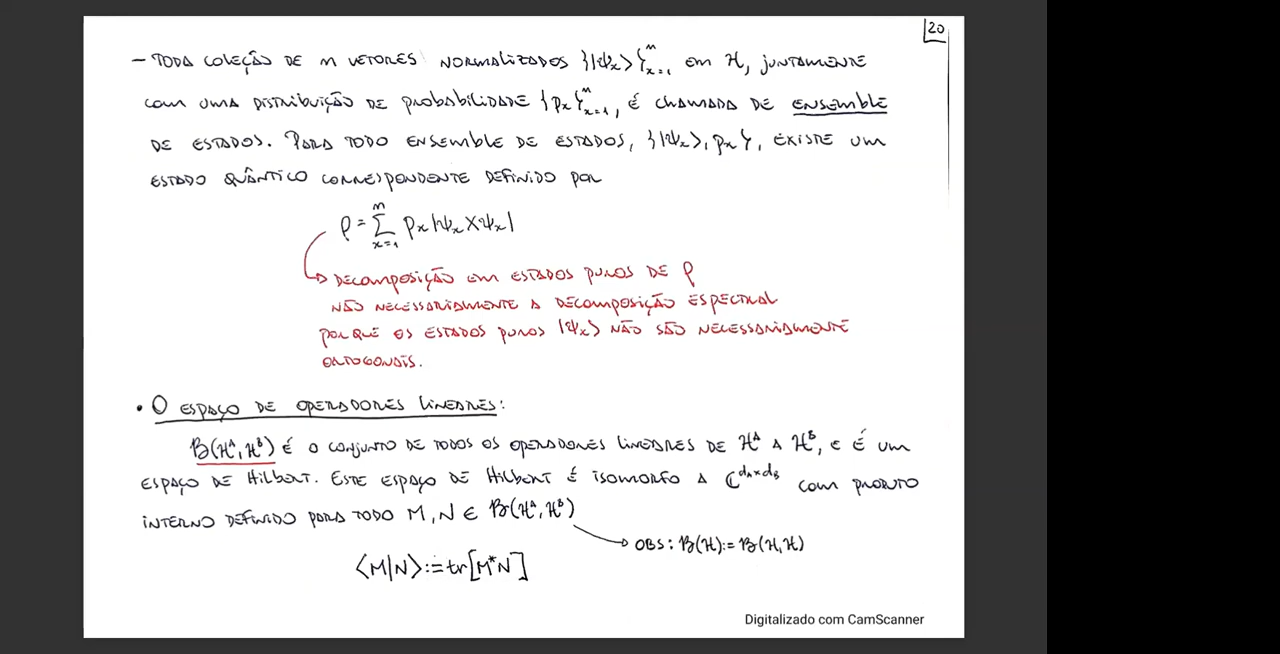 20
– TODA COLEÇÃO DE m VETORES NORMALIZADOS {|ψₓ⟩}ᵐₓ₌₁ em ℋ, JUNTAMENTE
com UMA DISTRIBUIÇÃO DE PROBABILIDADE {pₓ}ᵐₓ₌₁, É CHAMADA DE ENSEMBLE
DE ESTADOS. PARA TODO ENSEMBLE DE ESTADOS, {|ψₓ⟩, pₓ}, EXISTE UM
ESTADO QUÂNTICO CORRESPONDENTE DEFINIDO POR
ρ = ∑ᵐₓ₌₁ pₓ|ψₓ⟩⟨ψₓ|
↳ DECOMPOSIÇÃO EM ESTADOS PUROS DE ρ
NÃO NECESSARIAMENTE A DECOMPOSIÇÃO ESPECTRAL
PORQUE OS ESTADOS PUROS |ψₓ⟩ NÃO SÃO NECESSARIAMENTE
ORTOGONAIS.
• O ESPAÇO DE OPERADORES LINEARES:
B(ℋᴬ,ℋᴮ) É O CONJUNTO DE TODOS OS OPERADORES LINEARES DE ℋᴬ A ℋᴮ, E É UM
ESPAÇO DE HILBERT. ESTE ESPAÇO DE HILBERT É ISOMORFO A ℂ^{d_A×d_B} COM PRODUTO
INTERNO DEFINIDO PARA TODO M,N ∈ B(ℋᴬ,ℋᴮ)
→ OBS: B(ℋ):= B(ℋ,ℋ)
⟨M|N⟩:=tr[M*N]
Digitalizado com CamScanner